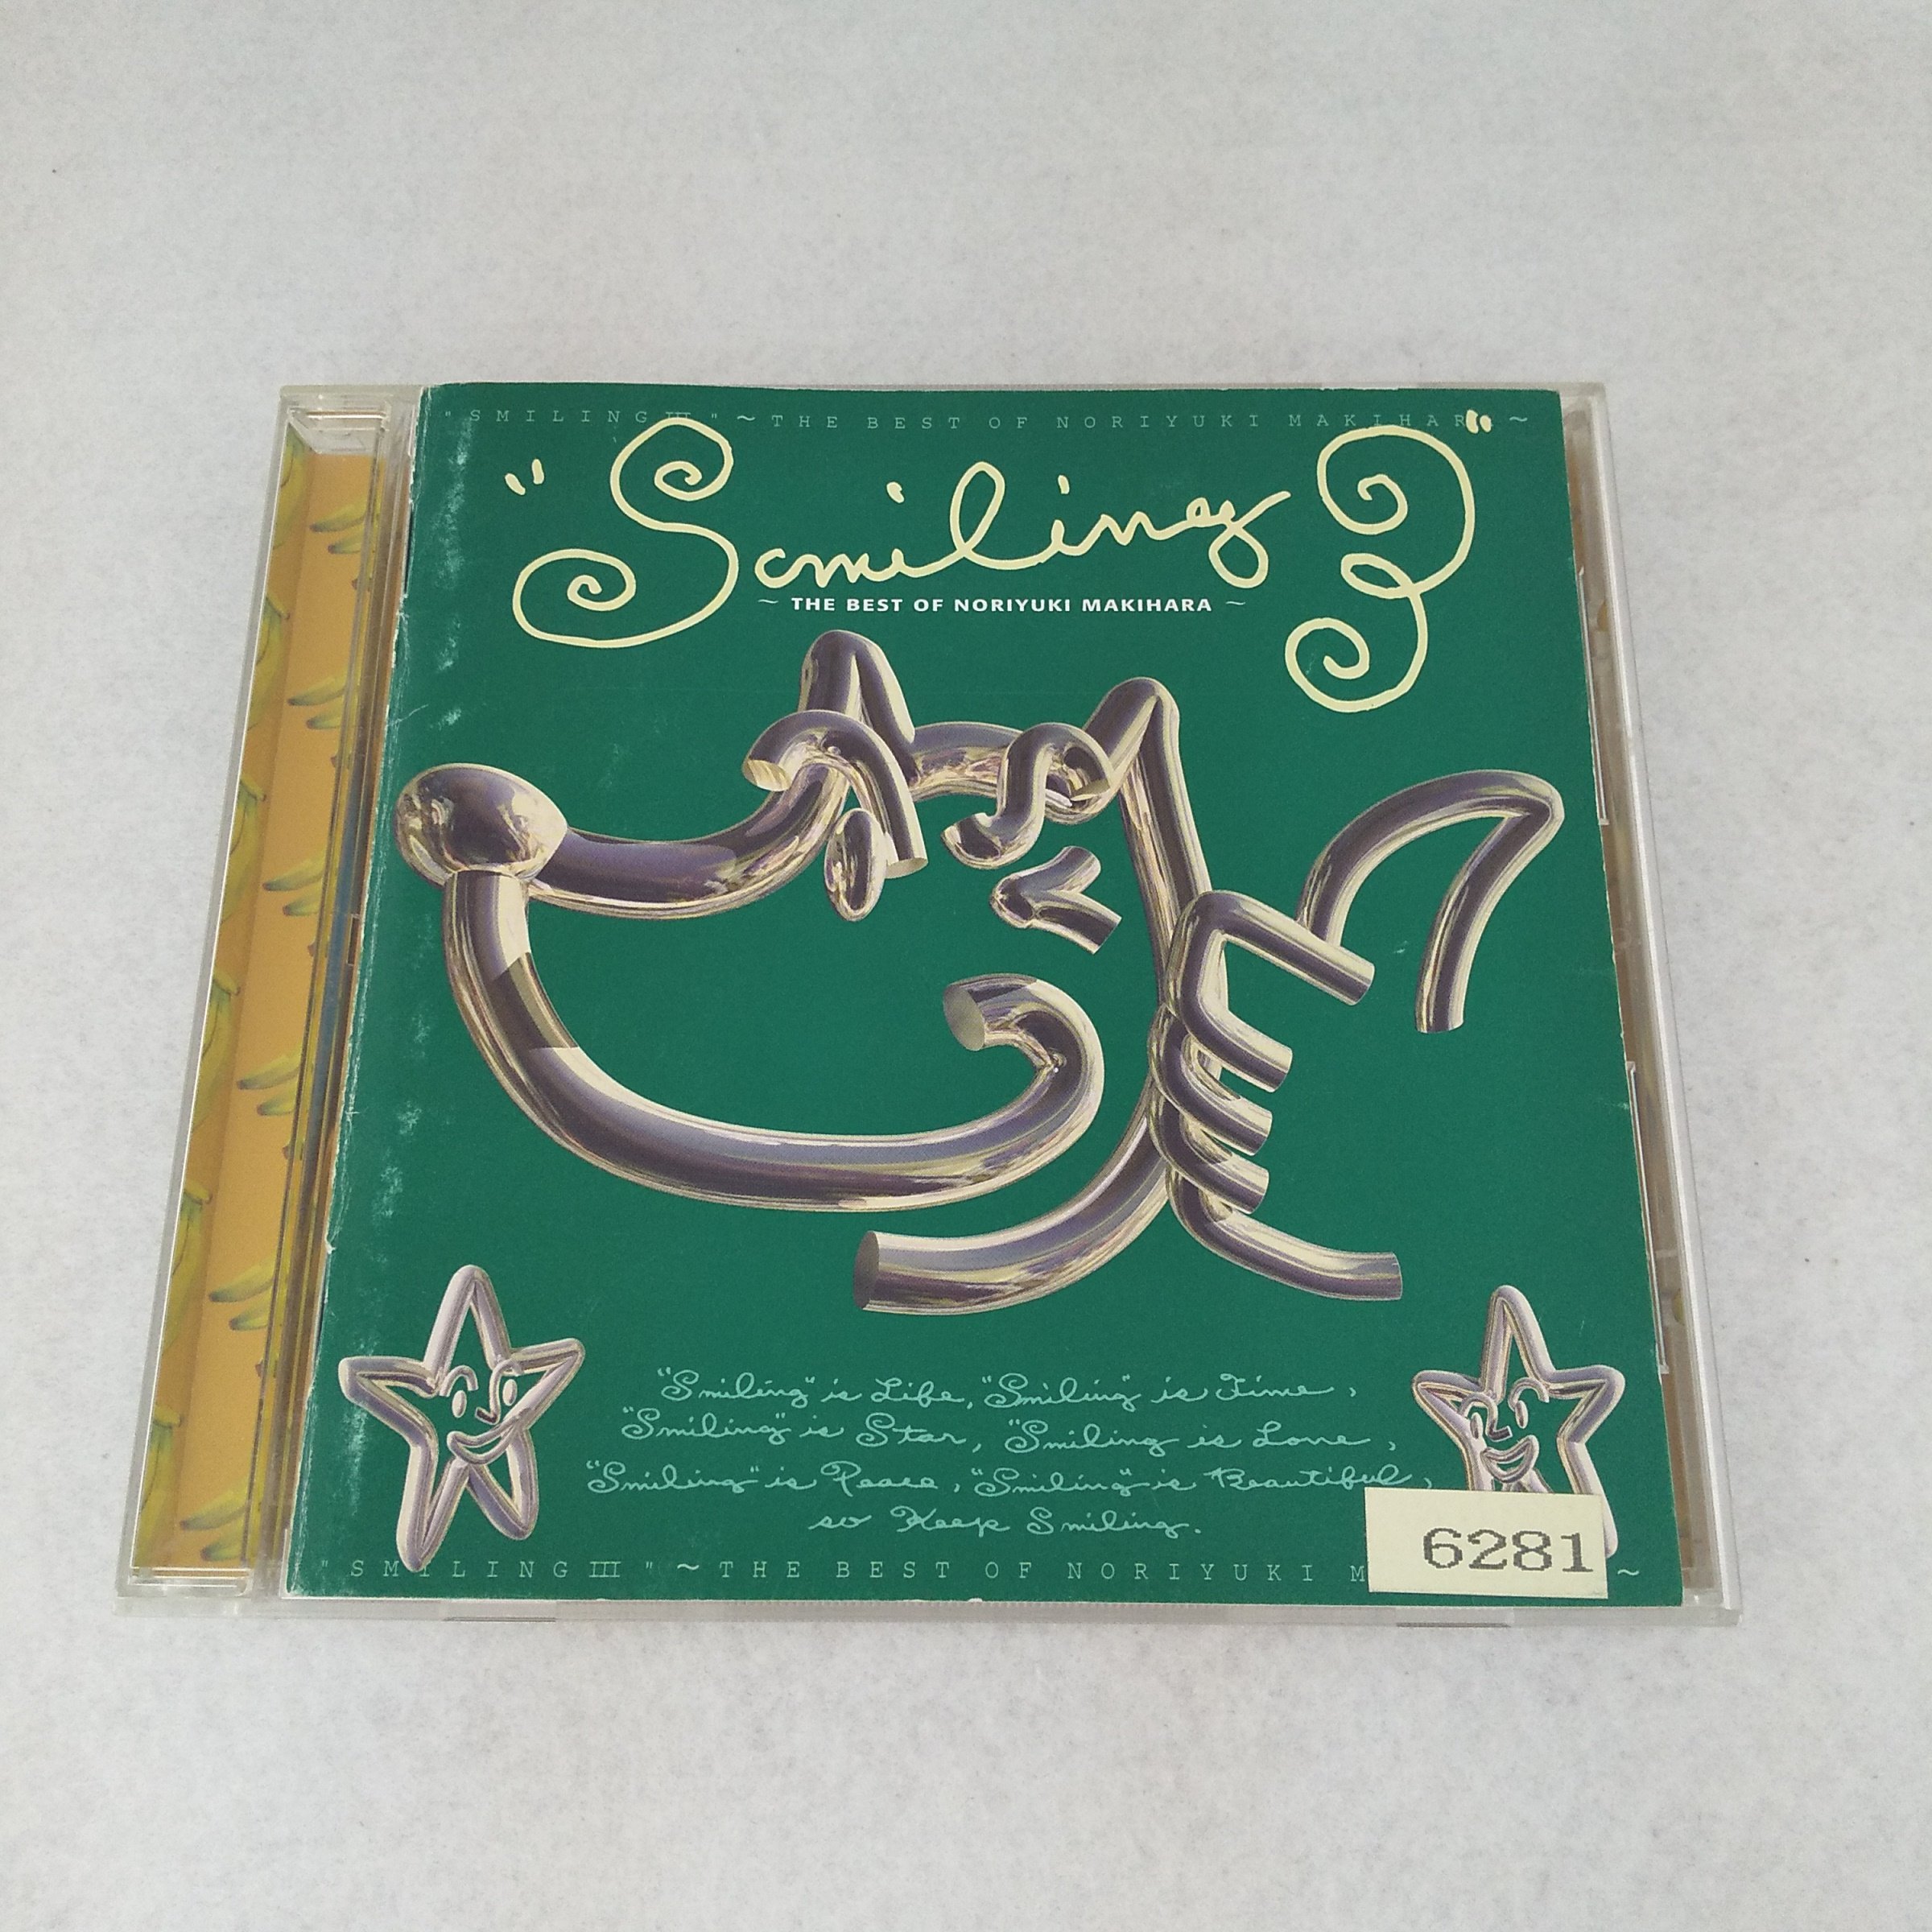 "SMILING III" ~THE BEST OF NORIYUKI MAKIHAR ~
"Smiling 3"
~ THE BEST OF NORIYUKI MAKIHARA ~
"Smiling" is Life, "Smiling" is Time,
"Smiling" is Star, "Smiling is Love,
"Smiling" is Peace, "Smiling" is Beautiful,
so Keep Smiling.
6281
"SMILING III" ~THE BEST OF NORIYUKI M ~